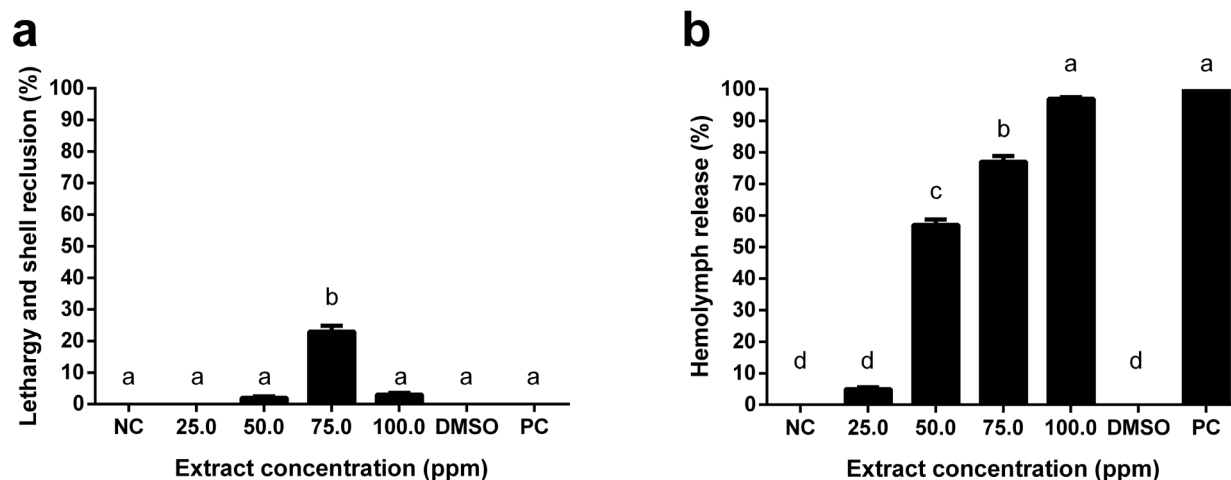 a
Lethargy and shell reclusion (%)
100
90
80
70
60
50
40
30
20
10
0
a a a b a a a
NC 25.0 50.0 75.0 100.0 DMSO PC
Extract concentration (ppm)
b
Hemolymph release (%)
100
90
80
70
60
50
40
30
20
10
0
d d c b a d a
NC 25.0 50.0 75.0 100.0 DMSO PC
Extract concentration (ppm)